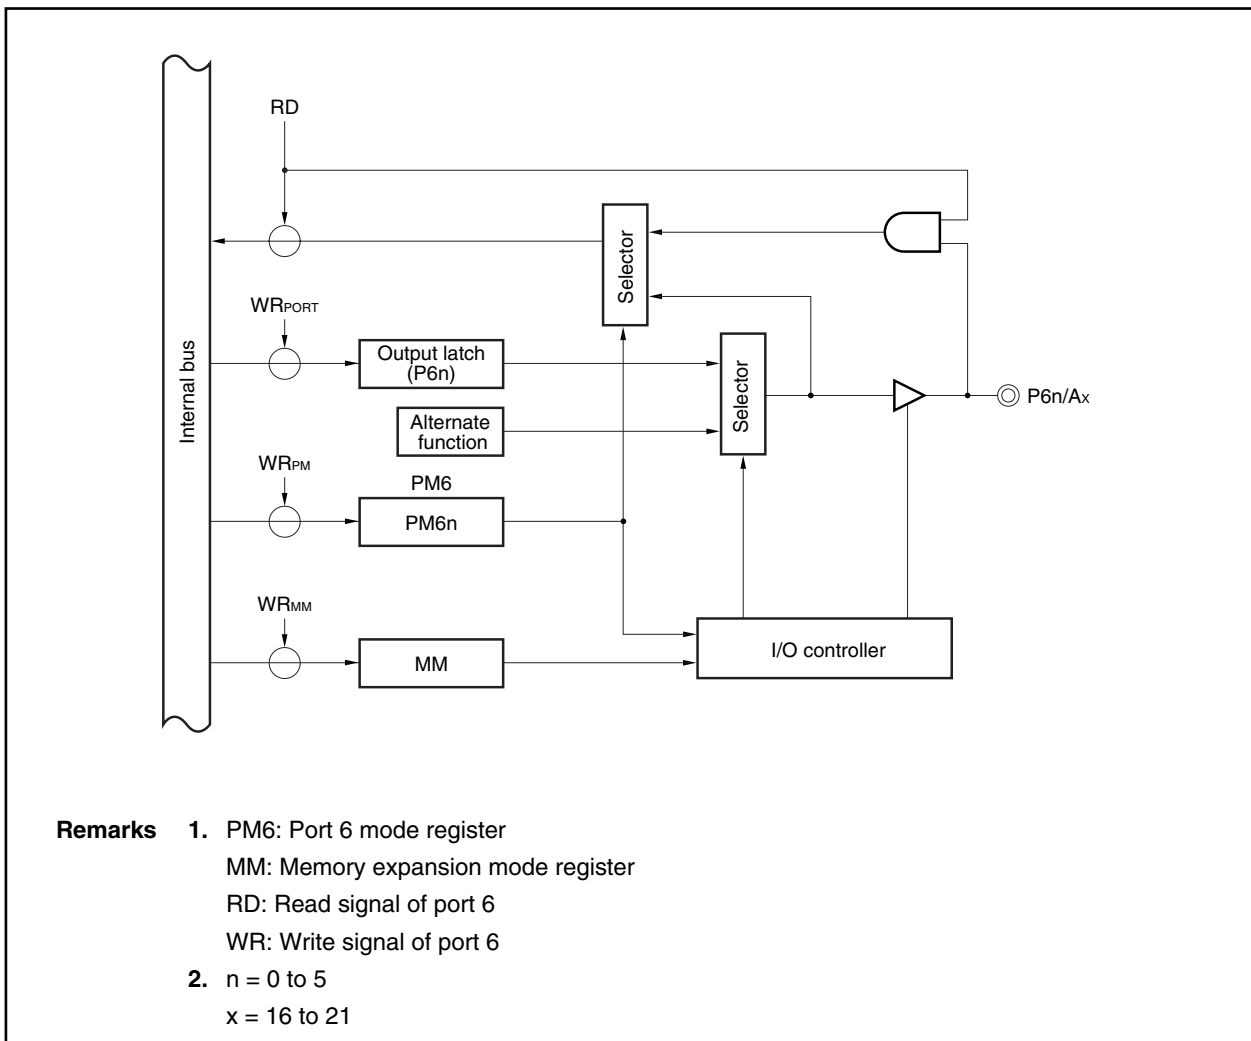 RD
Selector
WRPORT
Output latch
(P6n)
Selector
P6n/Ax
Internal bus
Alternate
function
WRPM
PM6
PM6n
WRMM
MM
I/O controller
Remarks 1. PM6: Port 6 mode register
MM: Memory expansion mode register
RD: Read signal of port 6
WR: Write signal of port 6
2. n = 0 to 5
x = 16 to 21